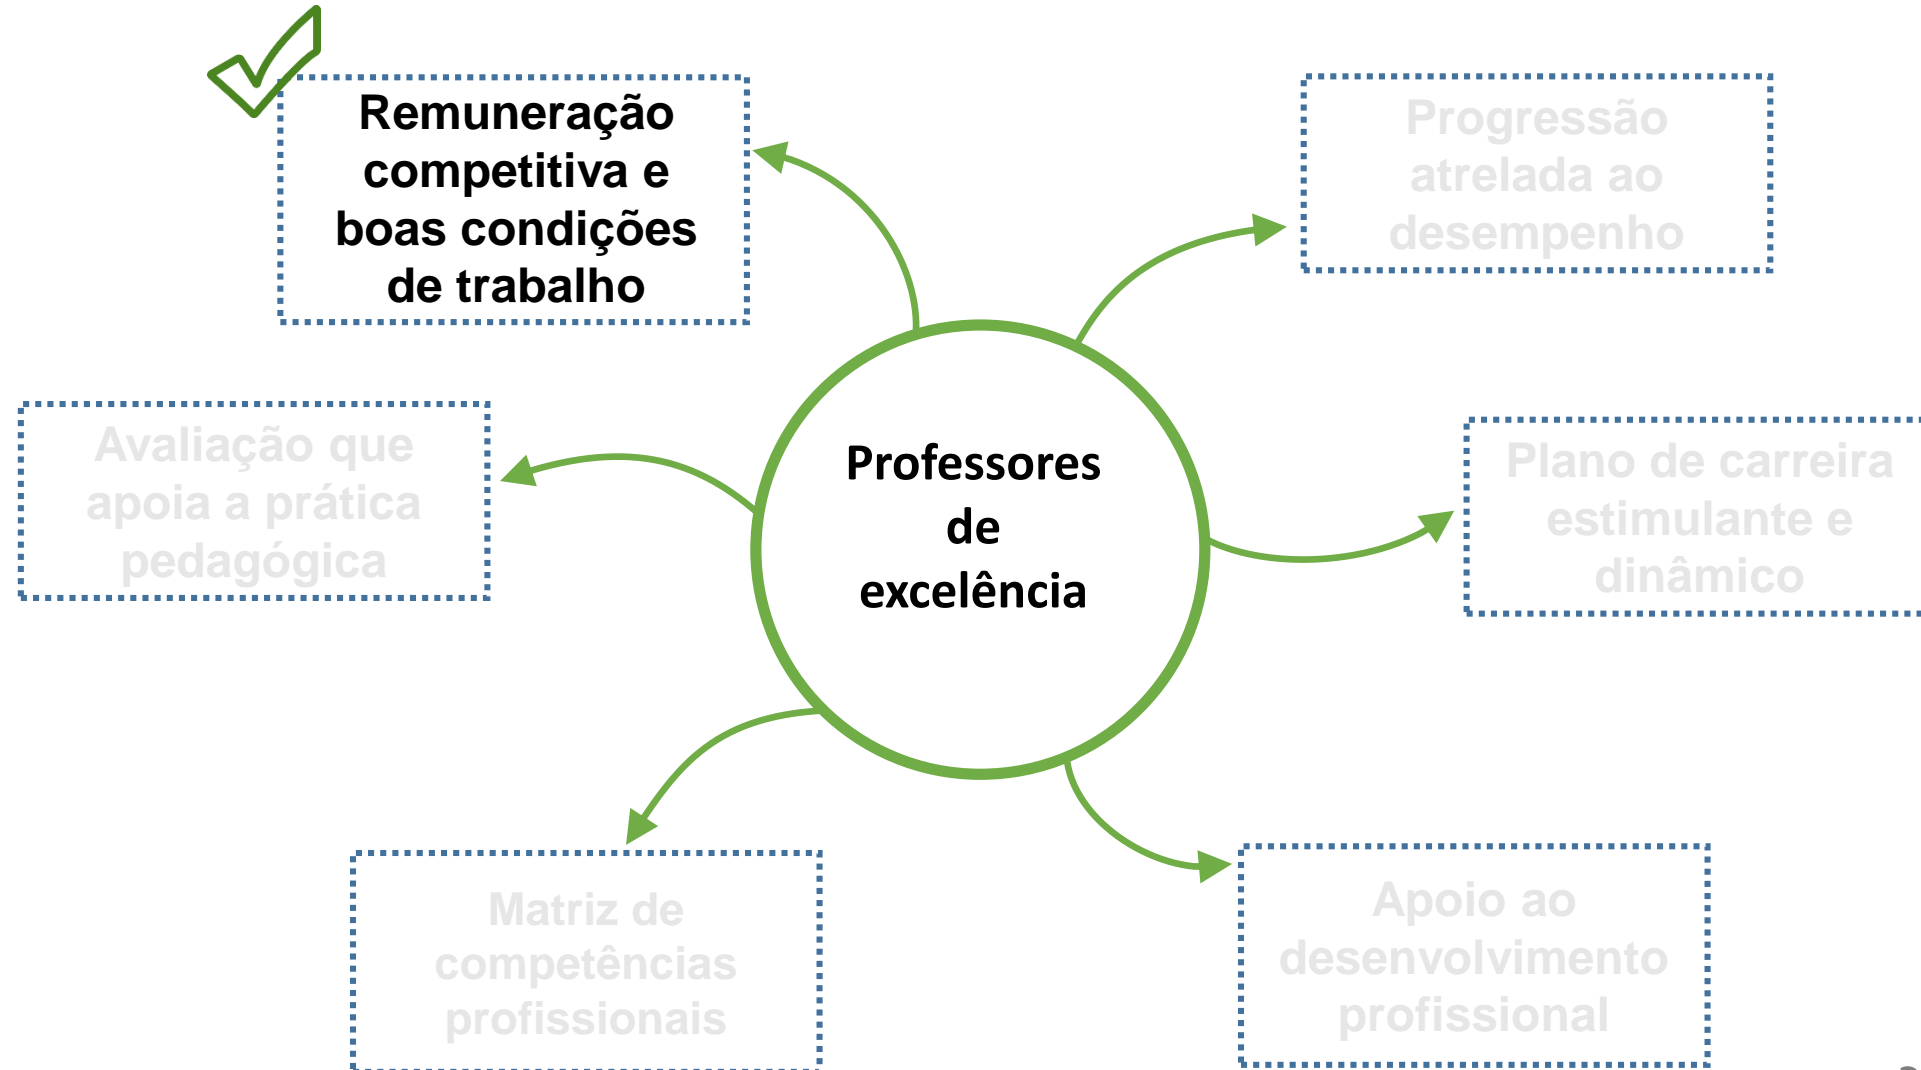 Remuneração
competitiva e
boas condições
de trabalho
Progressão
atrelada ao
desempenho
Avaliação que
apoia a prática
pedagógica
Professores
de
excelência
Plano de carreira
estimulante e
dinâmico
Matriz de
competências
profissionais
Apoio ao
desenvolvimento
profissional